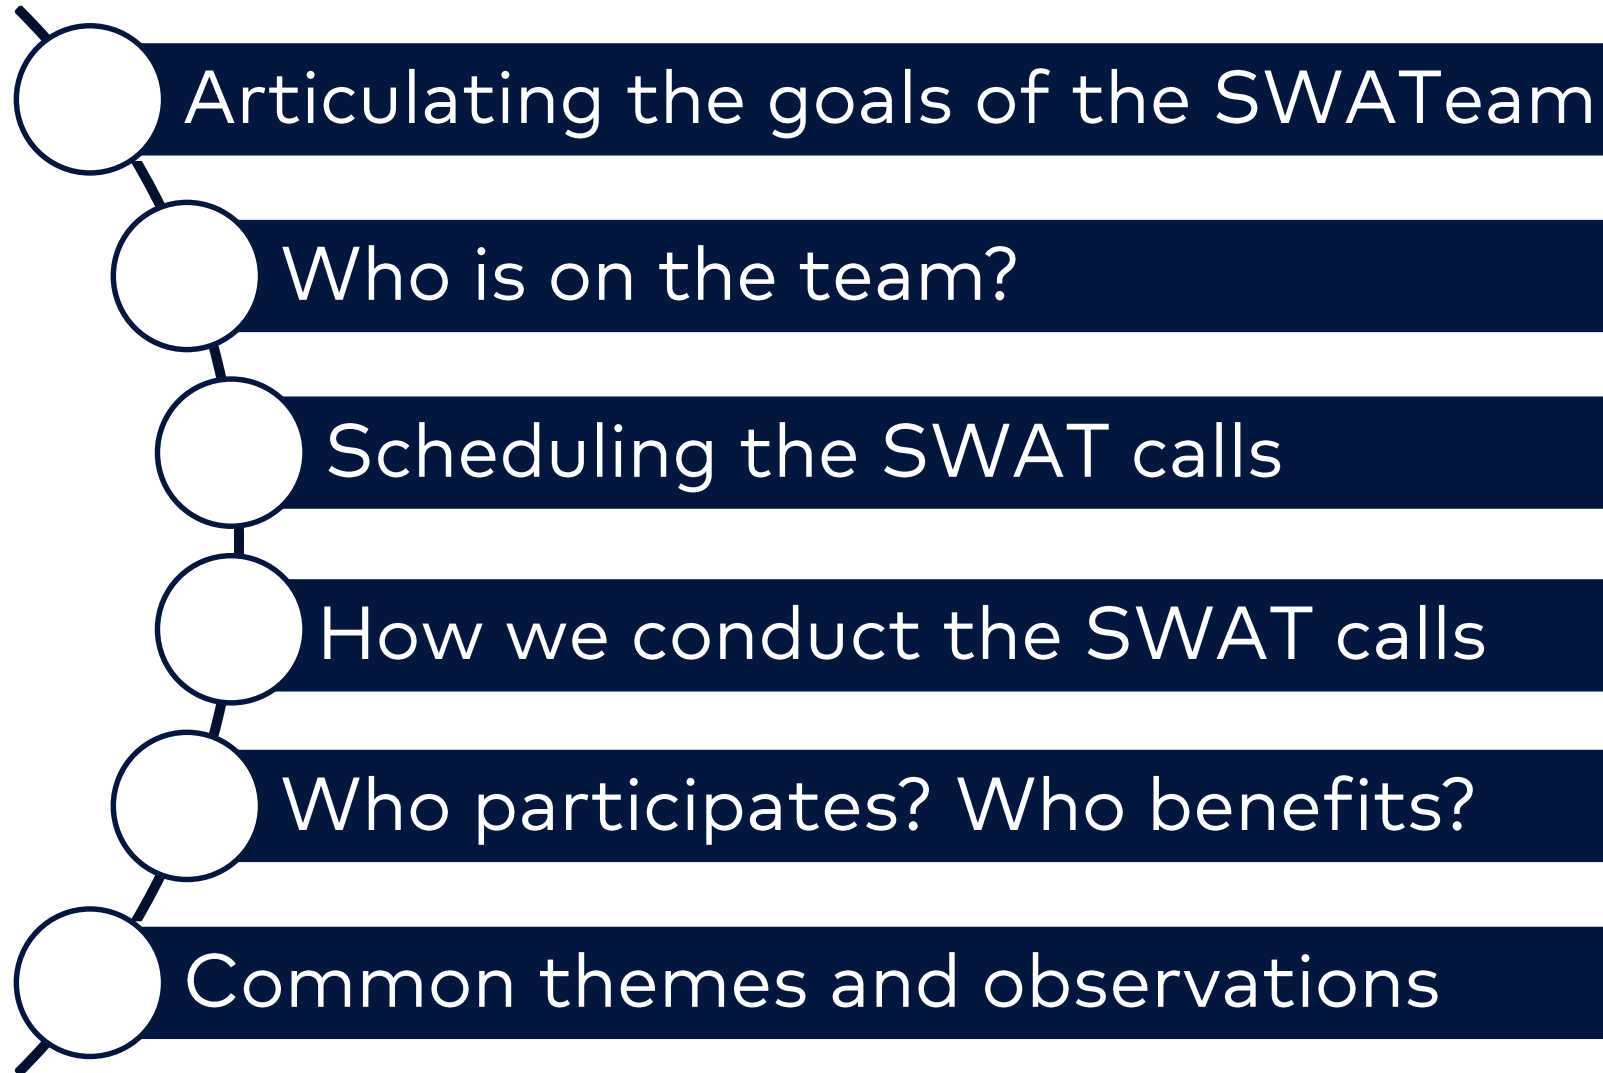 Articulating the goals of the SWATeam
Who is on the team?
Scheduling the SWAT calls
How we conduct the SWAT calls
Who participates? Who benefits?
Common themes and observations